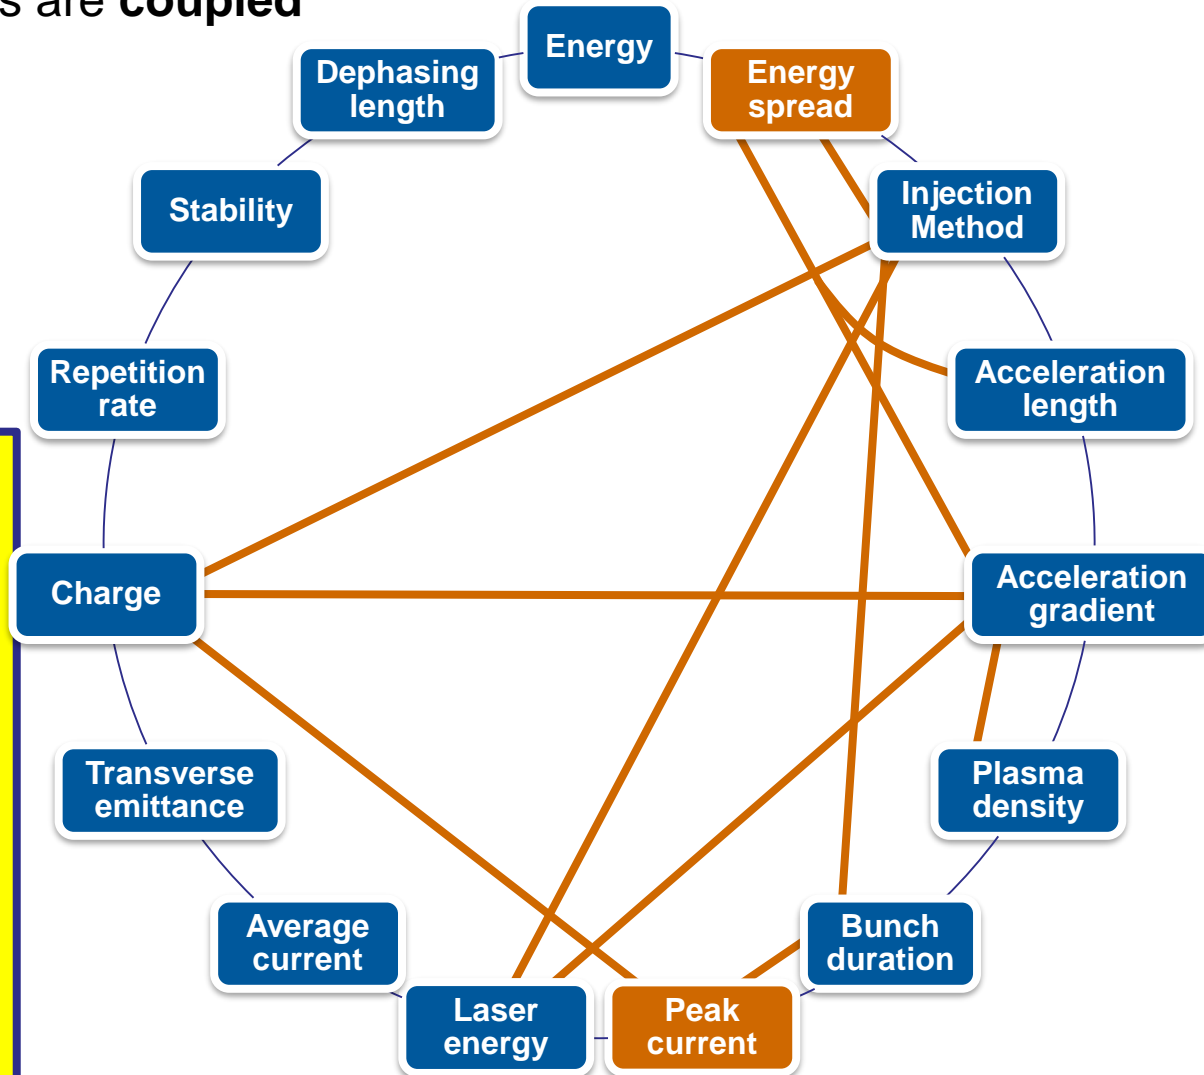 s are coupled
Energy
Dephasing
length
Energy
spread
Stability
Injection
Method
Repetition
rate
Acceleration
length
Charge
Acceleration
gradient
Transverse
emittance
Plasma
density
Average
current
Bunch
duration
Laser
energy
Peak
current